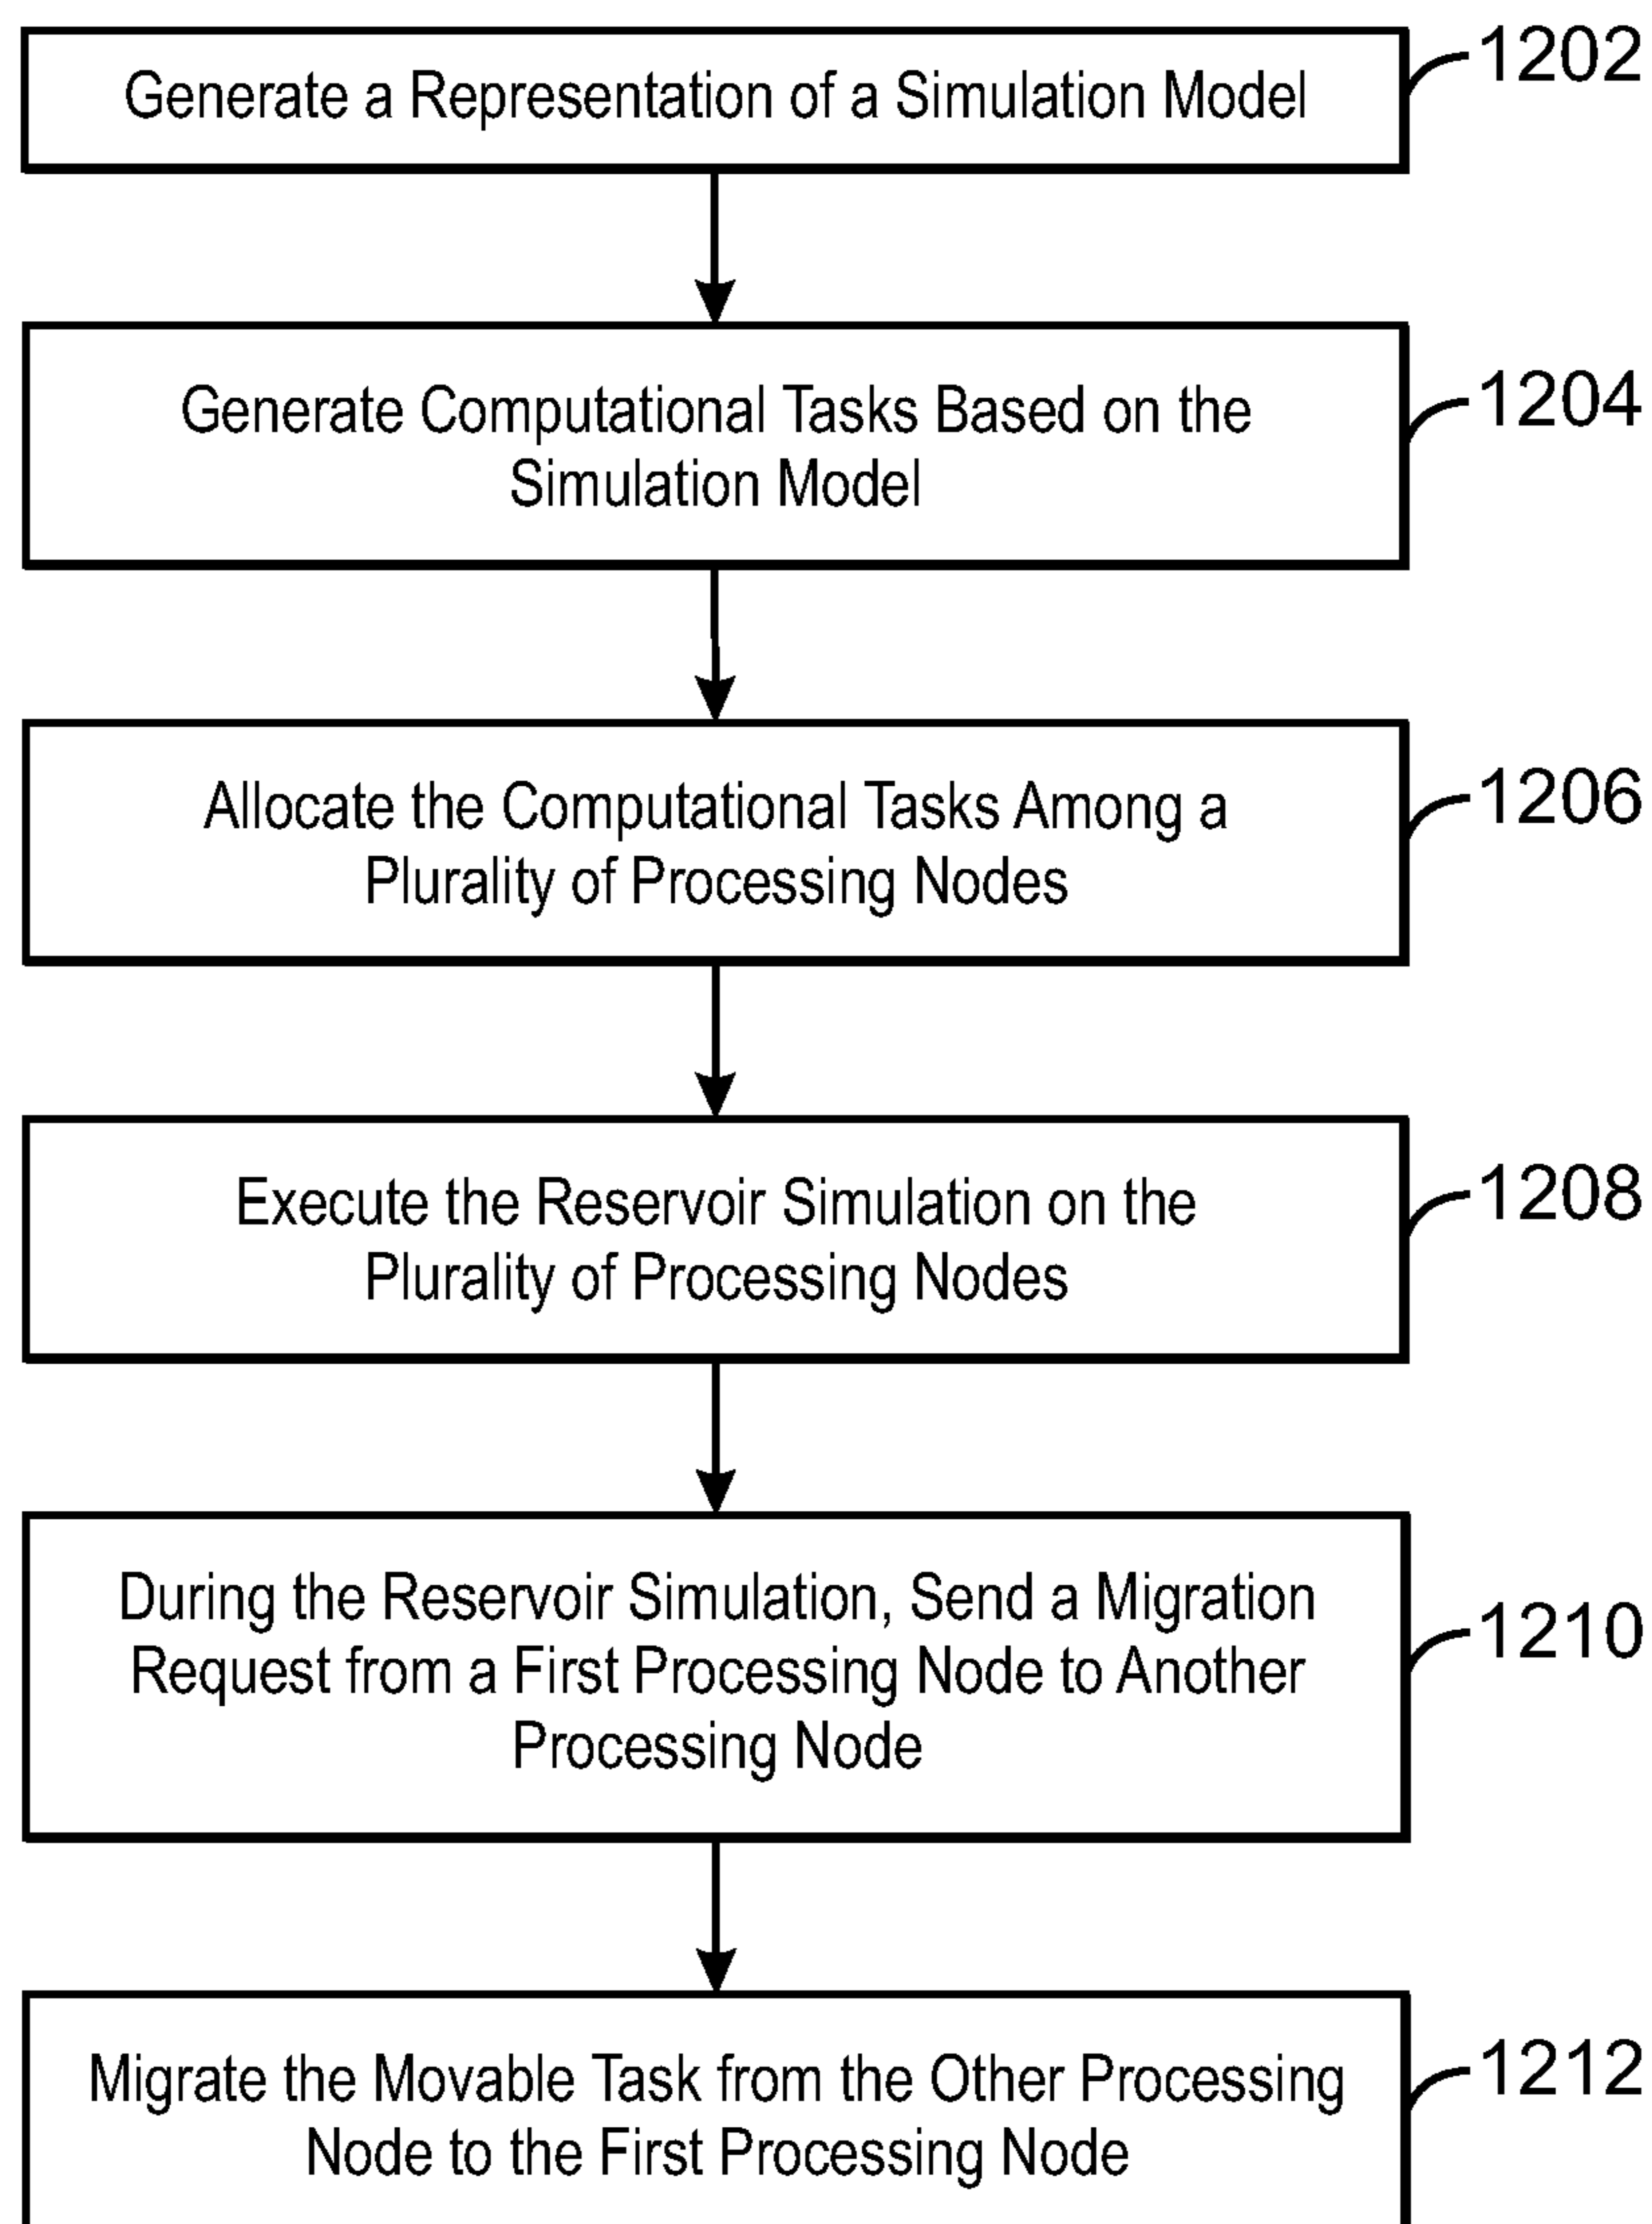 Generate a Representation of a Simulation Model
1202
Generate Computational Tasks Based on the
Simulation Model
1204
Allocate the Computational Tasks Among a
Plurality of Processing Nodes
1206
Execute the Reservoir Simulation on the
Plurality of Processing Nodes
1208
During the Reservoir Simulation, Send a Migration
Request from a First Processing Node to Another
Processing Node
1210
Migrate the Movable Task from the Other Processing
Node to the First Processing Node
1212